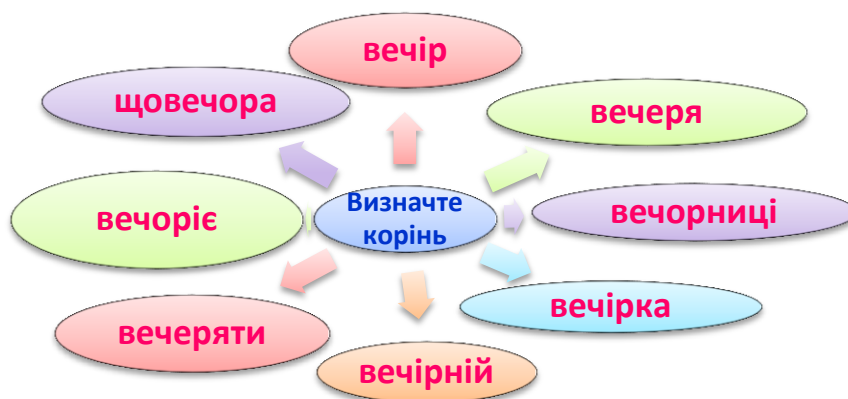 вечір
щовечора
вечеря
вечоріє
Визначте
корінь
вечорниці
вечеряти
вечірка
вечірній